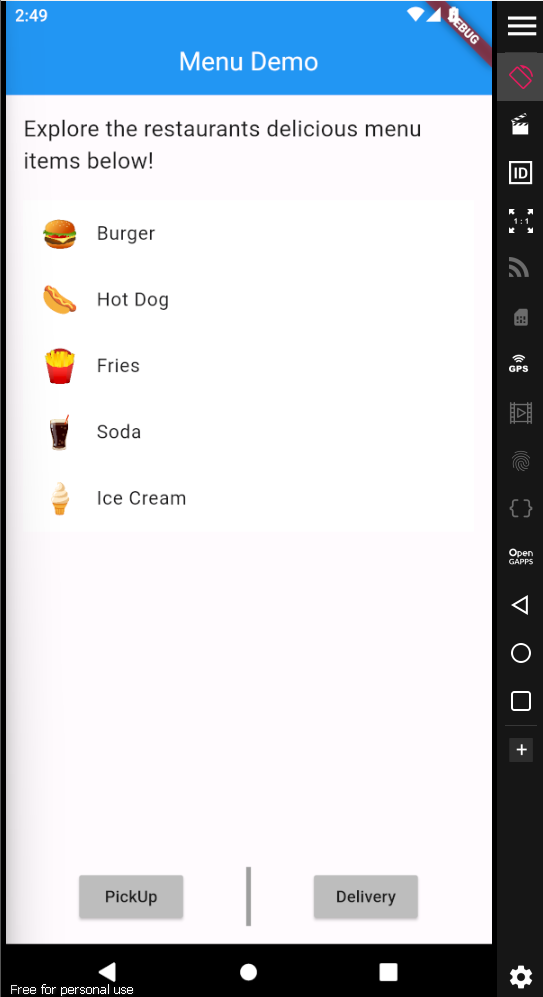 2:49
DEBUG
Menu Demo
Explore the restaurants delicious menu
items below!
Burger
Hot Dog
Fries
Soda
Ice Cream
PickUp
Delivery
Free for personal use
ID
1 : 1
GPS
Open
GAPPS